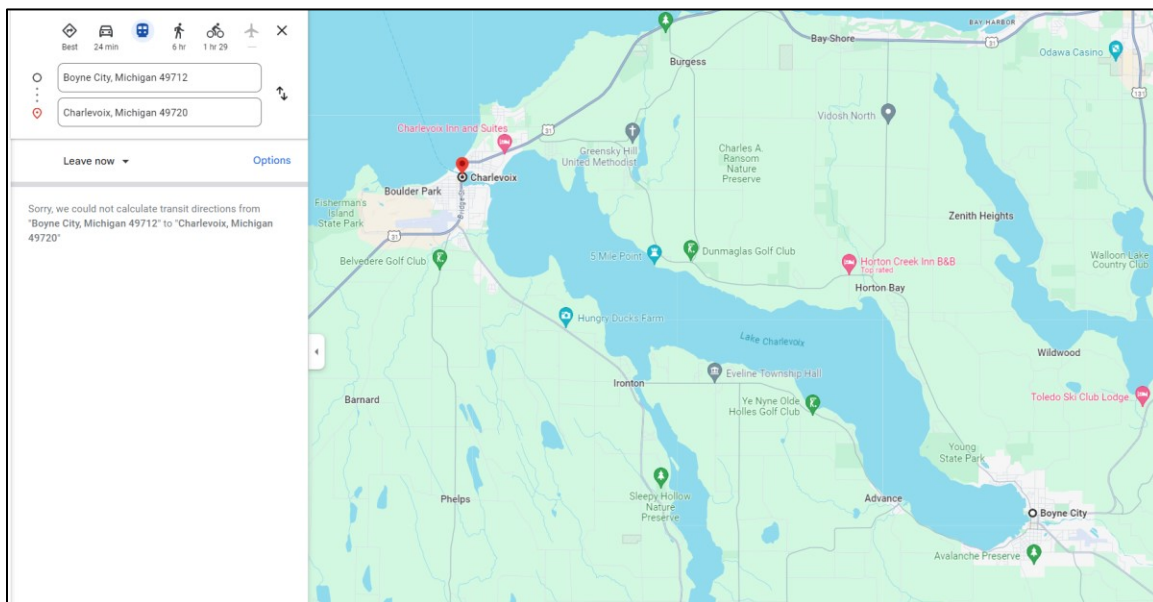 Best
24 min
6 hr
1 hr 29
Boyne City, Michigan 49712
Charlevoix, Michigan 49720
Leave now
Options
Sorry, we could not calculate transit directions from
"Boyne City, Michigan 49712" to "Charlevoix, Michigan
49720"
BAY HARBOR
Bay Shore
31
Odawa Casino
Burgess
131
Vidosh North
Charlevoix Inn and Suites
31
Greensky Hill
United Methodist
Charles A.
Ransom
Nature
Preserve
Charlevoix
Boulder Park
Bridge
Fisherman's
Island
State Park
Zenith Heights
31
Belvedere Golf Club
5 Mile Point
Dunmaglas Golf Club
Horton Creek Inn B&B
Top rated
Horton Bay
Walloon Lake
Country Club
Hungry Ducks Farm
Lake Charlevoix
Wildwood
Eveline Township Hall
Ironton
Barnard
Ye Nyne Olde
Holles Golf Club
Toledo Ski Club Lodge
Young
State Park
Phelps
Sleepy Hollow
Nature
Preserve
Advance
Boyne City
Avalanche Preserve